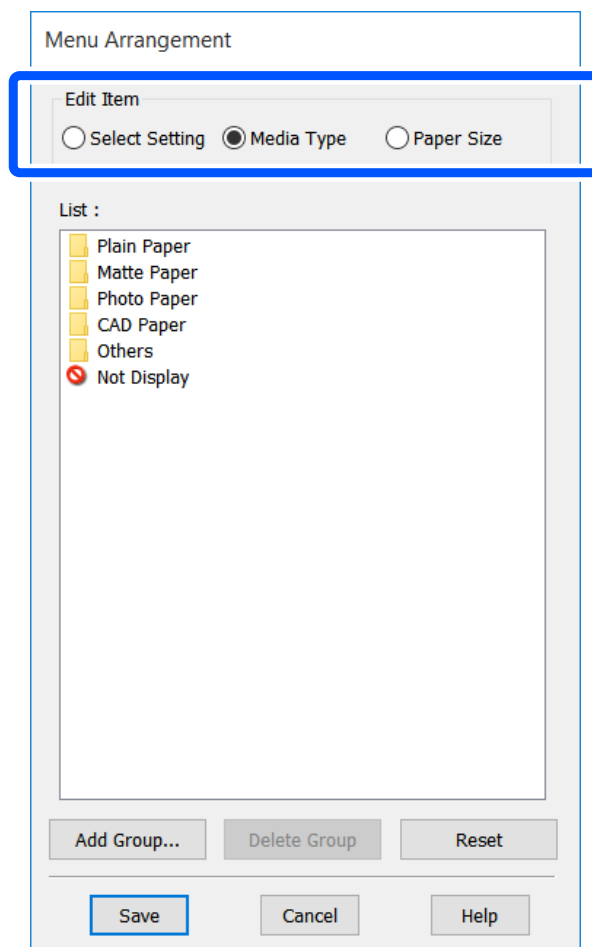 Menu Arrangement
Edit Item
Select Setting Media Type Paper Size
List :
Plain Paper
Matte Paper
Photo Paper
CAD Paper
Others
Not Display
Add Group... Delete Group Reset
Save Cancel Help